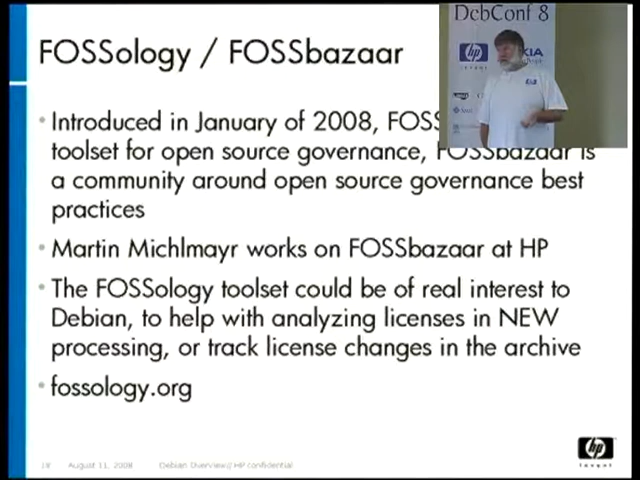 FOSSology / FOSSbazaar
DebConf 8
hp
invent
• Introduced in January of 2008, FOSS
toolset for open source governance, FOSSbazaar is
a community around open source governance best
practices
• Martin Michlmayr works on FOSSbazaar at HP
• The FOSSology toolset could be of real interest to
Debian, to help with analyzing licenses in NEW
processing, or track license changes in the archive
• fossology.org
18 August 11, 2008 Debian Overview// HP confidential
hp
invent